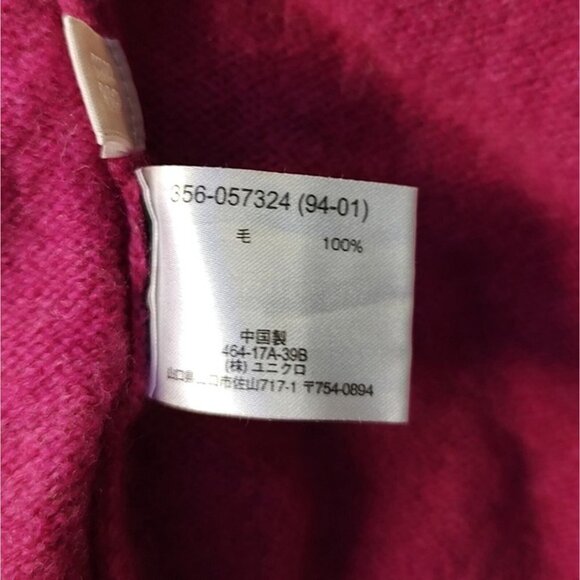 356-057324 (94-01)
毛 100%
中国製
464-17A-39B
(株) ユニクロ
山口県山口市佐山717-1 〒754-0894